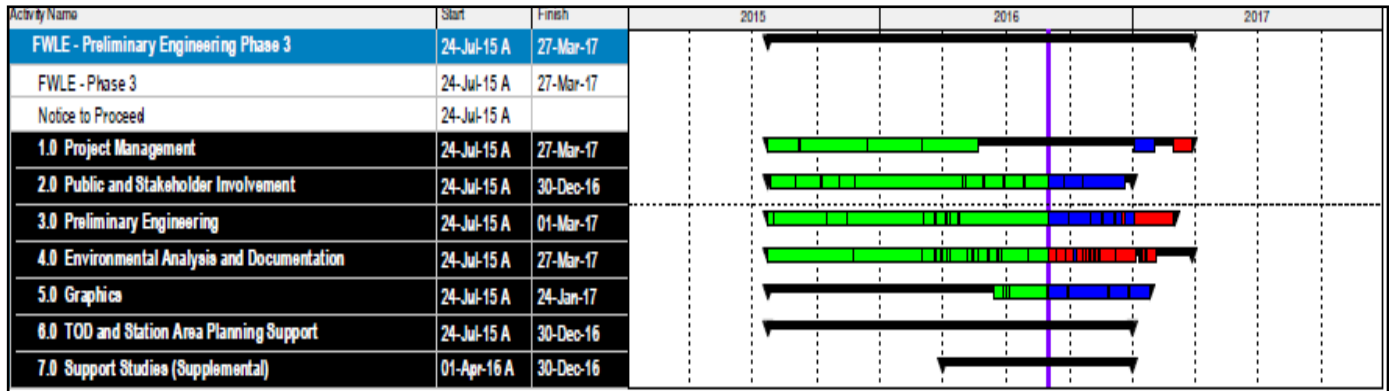 Activity Name Start Finish 2015 2016 2017
FWLE - Preliminary Engineering Phase 3 24-Jul-15 A 27-Mar-17
FWLE - Phase 3 24-Jul-15 A 27-Mar-17
Notice to Proceed 24-Jul-15 A
1.0 Project Management 24-Jul-15 A 27-Mar-17
2.0 Public and Stakeholder Involvement 24-Jul-15 A 30-Dec-16
3.0 Preliminary Engineering 24-Jul-15 A 01-Mar-17
4.0 Environmental Analysis and Documentation 24-Jul-15 A 27-Mar-17
5.0 Graphics 24-Jul-15 A 24-Jan-17
6.0 TOD and Station Area Planning Support 24-Jul-15 A 30-Dec-16
7.0 Support Studies (Supplemental) 01-Apr-16 A 30-Dec-16